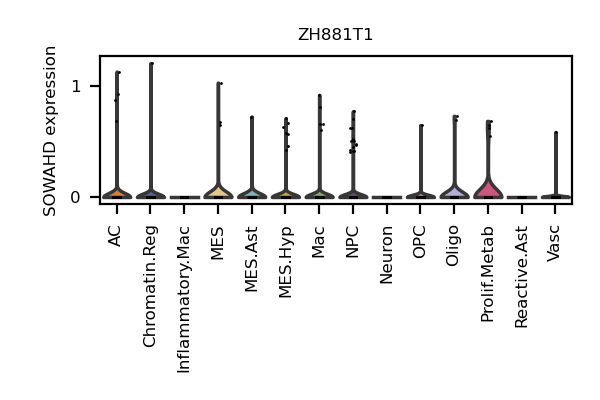 ZH881T1
SOWAHD expression
1
0
AC
Chromatin.Reg
Inflammatory.Mac
MES
MES.Ast
MES.Hyp
Mac
NPC
Neuron
OPC
Oligo
Prolif.Metab
Reactive.Ast
Vasc